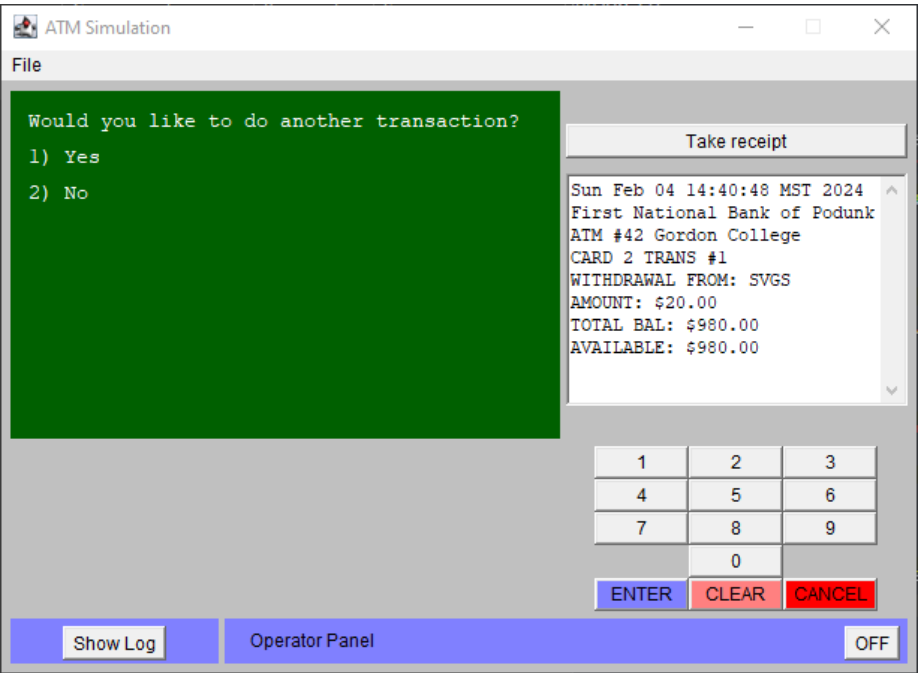 ATM Simulation
File
Would you like to do another transaction?
1) Yes
2) No
Take receipt
Sun Feb 04 14:40:48 MST 2024
First National Bank of Podunk
ATM #42 Gordon College
CARD 2 TRANS #1
WITHDRAWAL FROM: SVGS
AMOUNT: $20.00
TOTAL BAL: $980.00
AVAILABLE: $980.00
1 2 3
4 5 6
7 8 9
0
ENTER CLEAR CANCEL
Show Log Operator Panel OFF